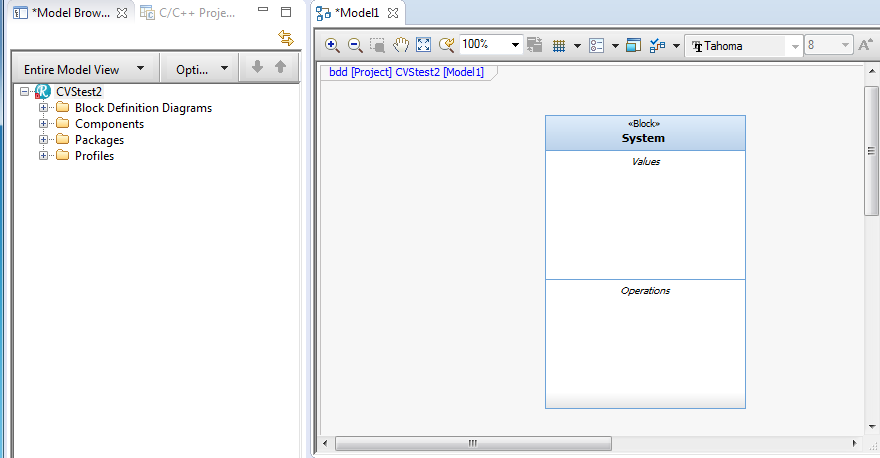 *Model Brow...
C/C++ Proje...
Entire Model View
Opti...
CVStest2
Block Definition Diagrams
Components
Packages
Profiles
*Model1
100%
Tahoma
8
A
bdd [Project] CVStest2 [Model1]
«Block»
System
Values
Operations